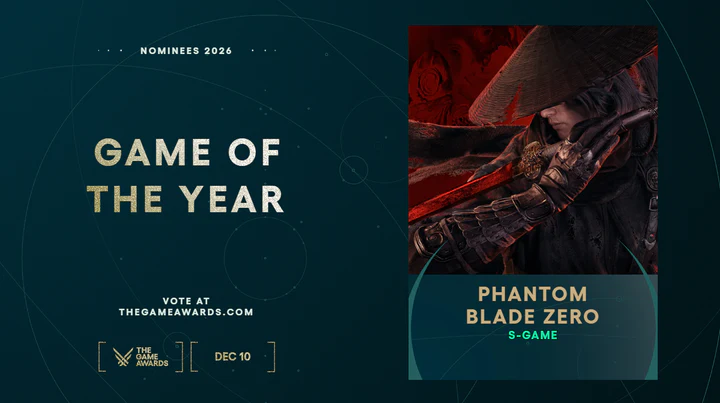 NOMINEES 2026
GAME OF
THE YEAR
VOTE AT
THEGAMEAWARDS.COM
THE
GAME
AWARDS
DEC 10
PHANTOM
BLADE ZERO
S-GAME